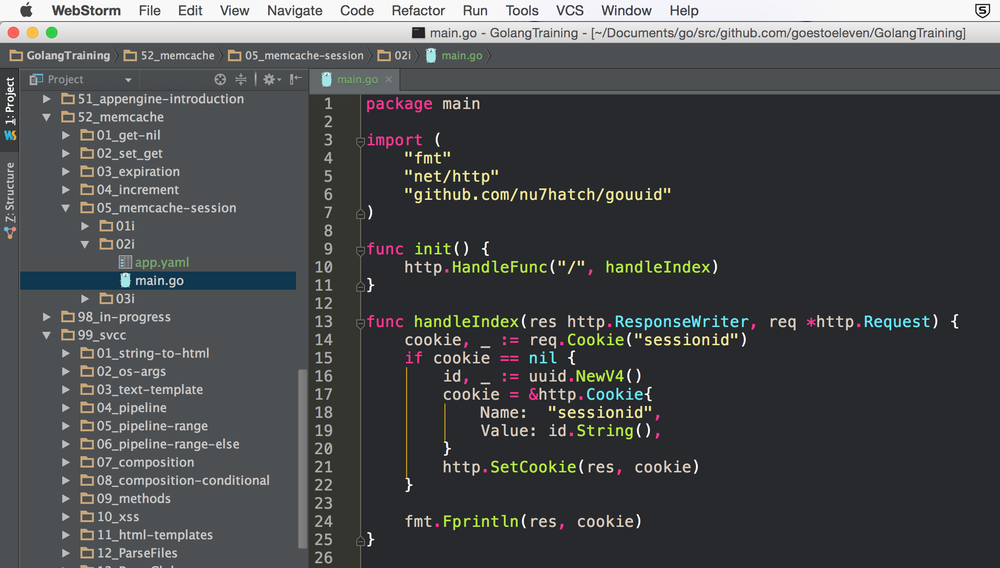 WebStorm File Edit View Navigate Code Refactor Run Tools VCS Window Help
main.go - GolangTraining - [~/Documents/go/src/github.com/goestoeleven/GolangTraining]
GolangTraining 52_memcache 05_memcache-session 02i main.go
1: Project
7: Structure
Project
51_appengine-introduction
52_memcache
01_get-nil
02_set_get
03_expiration
04_increment
05_memcache-session
01i
02i
app.yaml
main.go
03i
98_in-progress
99_svcc
01_string-to-html
02_os-args
03_text-template
04_pipeline
05_pipeline-range
06_pipeline-range-else
07_composition
08_composition-conditional
09_methods
10_xss
11_html-templates
12_ParseFiles
main.go
1 package main
2
3 import (
4     "fmt"
5     "net/http"
6     "github.com/nu7hatch/gouuid"
7 )
8
9 func init() {
10     http.HandleFunc("/", handleIndex)
11 }
12
13 func handleIndex(res http.ResponseWriter, req *http.Request) {
14     cookie, _ := req.Cookie("sessionid")
15     if cookie == nil {
16         id, _ := uuid.NewV4()
17         cookie = &http.Cookie{
18             Name:  "sessionid",
19             Value: id.String(),
20         }
21         http.SetCookie(res, cookie)
22     }
23
24     fmt.Fprintln(res, cookie)
25 }
26